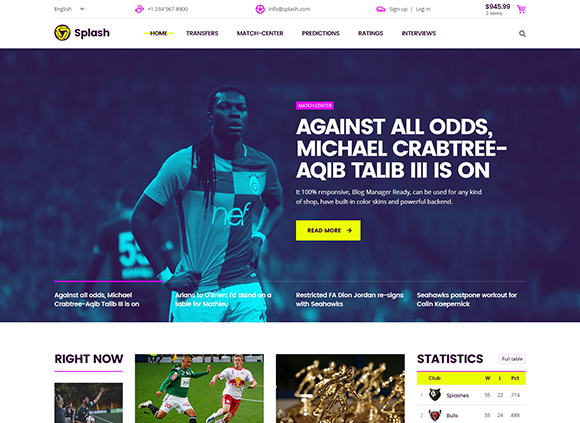 English
+1 234 567 8900
info@splash.com
Sign up | Log in
$945.99
2 items
Splash
HOME TRANSFERS MATCH-CENTER PREDICTIONS RATINGS INTERVIEWS
MATCH-CENTER
AGAINST ALL ODDS,
MICHAEL CRABTREE-
AQIB TALIB III IS ON
It 100% responsive, Blog Manager Ready, can be used for any kind
of shop, have built-in color skins and powerful backend.
READ MORE
nef
53
Against all odds, Michael
Crabtree-Aqib Talib III is on
Arians to O'Brien: I'd stand on a
table for Mathieu
Restricted FA Dion Jordan re-signs
with Seahawks
Seahawks postpone workout for
Colin Kaepernick
RIGHT NOW
STATISTICS
Full table
Club W L Pct
1 Splashes 55 22 .714
2 Bulls 53 24 .688